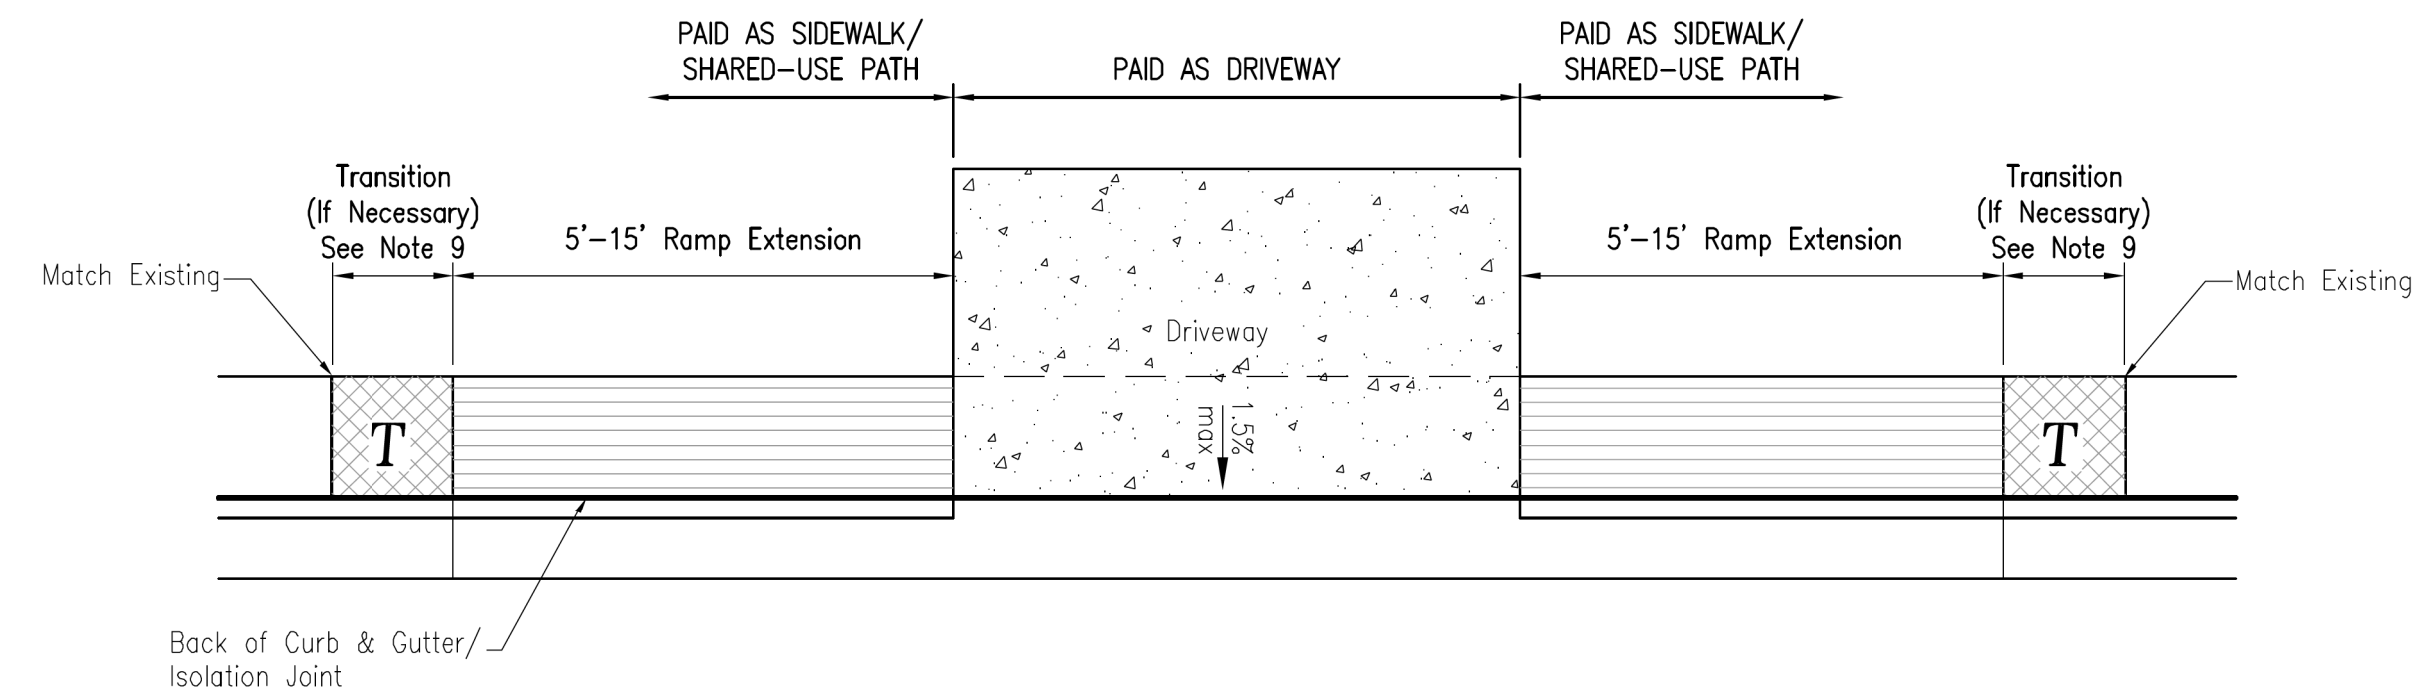 PAID AS SIDEWALK/
SHARED-USE PATH
PAID AS DRIVEWAY
PAID AS SIDEWALK/
SHARED-USE PATH
Transition
(If Necessary)
See Note 9
5'-15' Ramp Extension
5'-15' Ramp Extension
Transition
(If Necessary)
See Note 9
Match Existing
Match Existing
Driveway
1.5%
max
T
T
Back of Curb & Gutter/
Isolation Joint